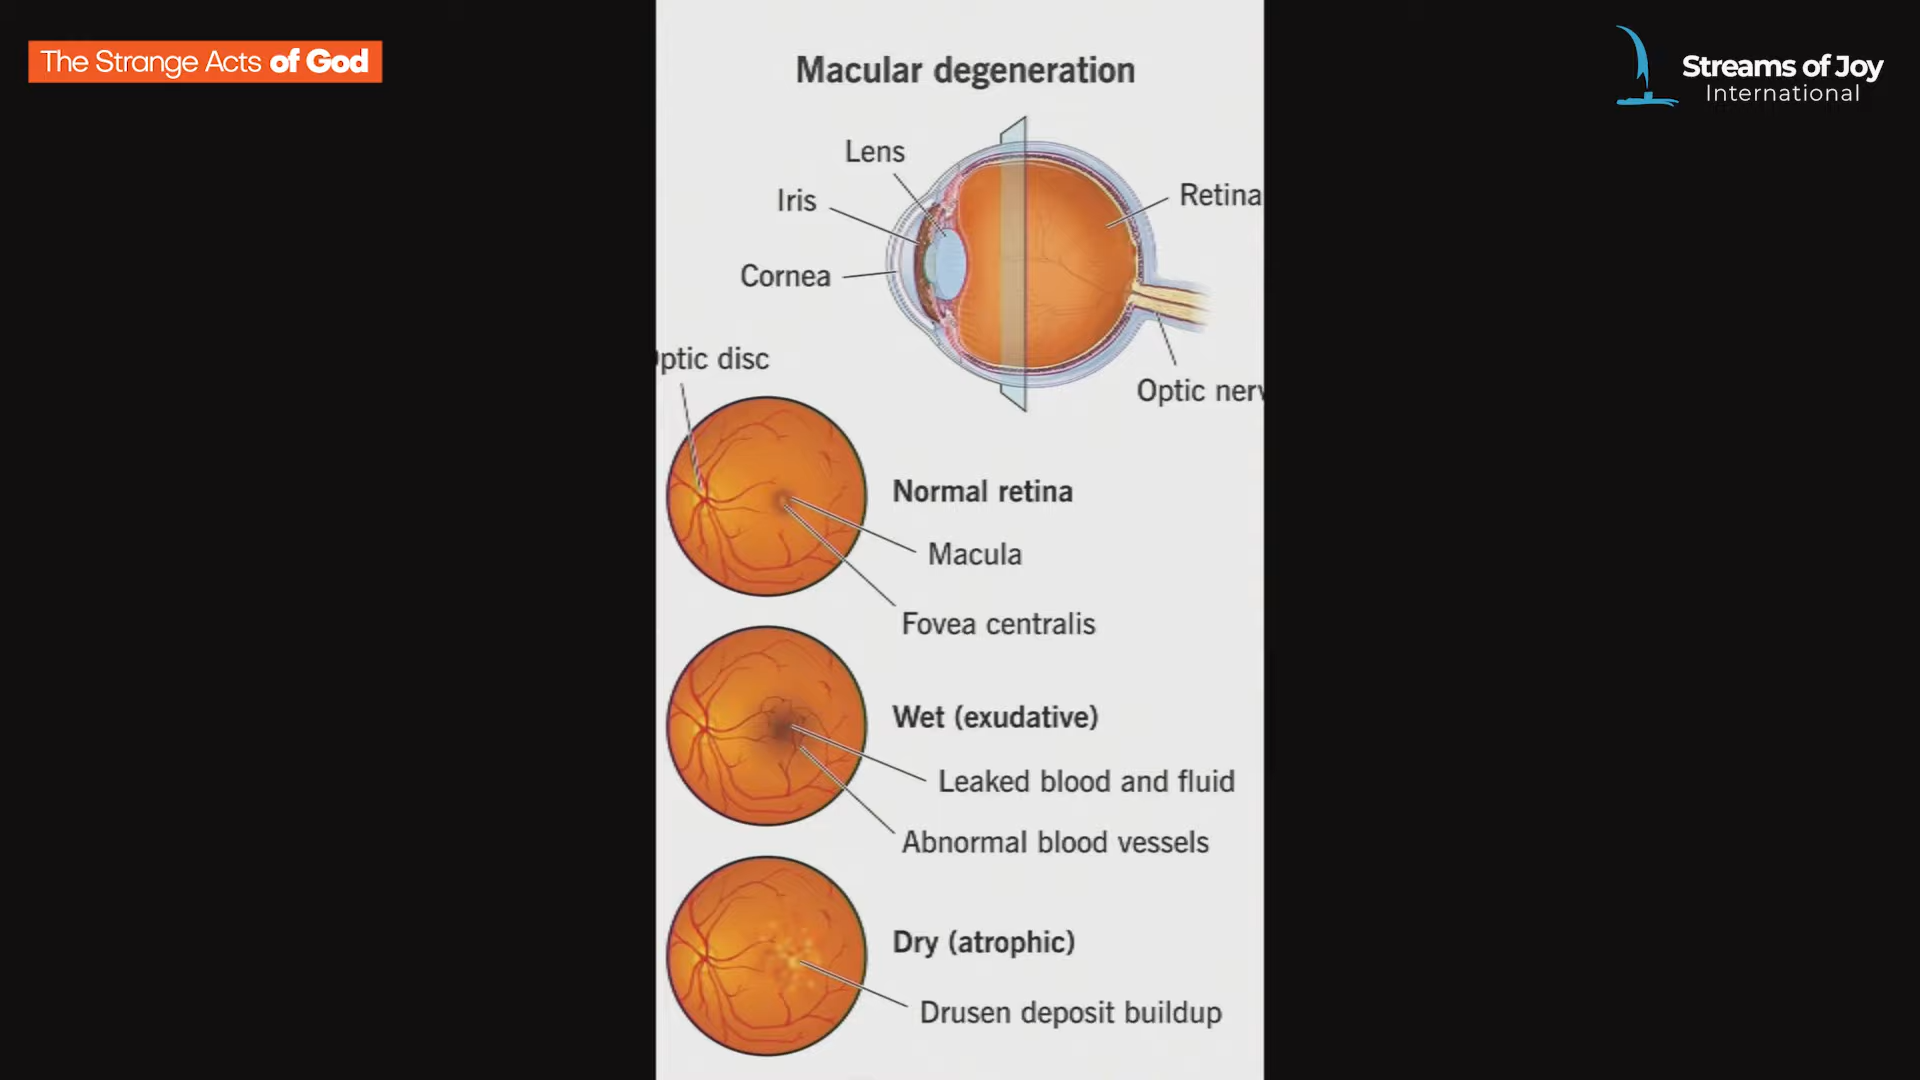 The Strange Acts of God
Streams of Joy
International
Macular degeneration
Lens
Iris
Cornea
Retina
ptic disc
Optic nerv
Normal retina
Macula
Fovea centralis
Wet (exudative)
Leaked blood and fluid
Abnormal blood vessels
Dry (atrophic)
Drusen deposit buildup